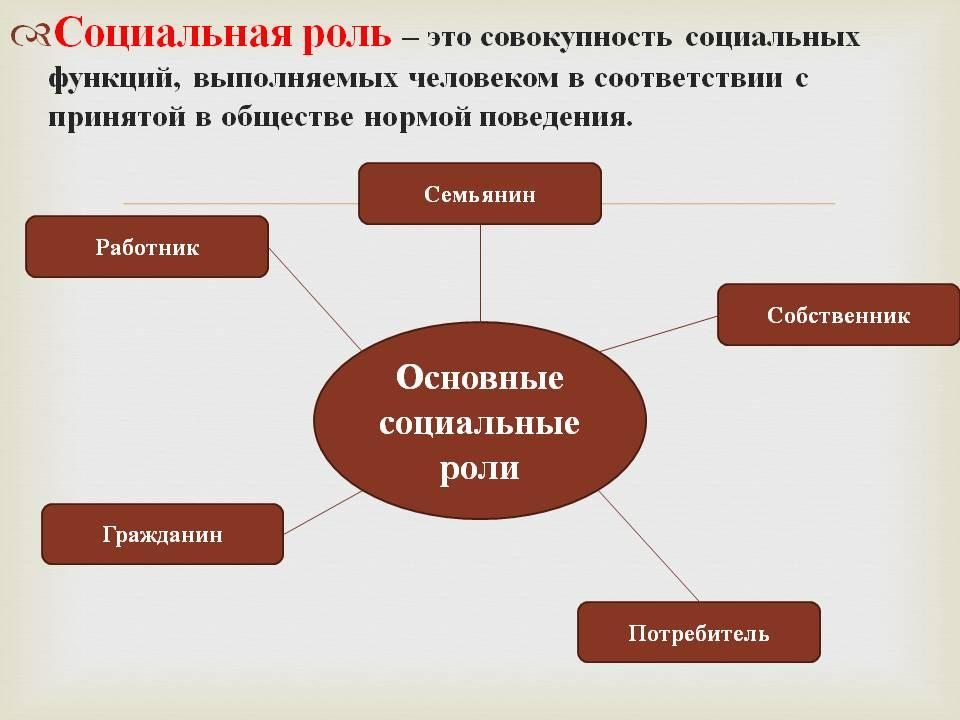 Социальная роль – это совокупность социальных
функций, выполняемых человеком в соответствии с
принятой в обществе нормой поведения.
Семьянин
Работник
Собственник
Основные
социальные
роли
Гражданин
Потребитель